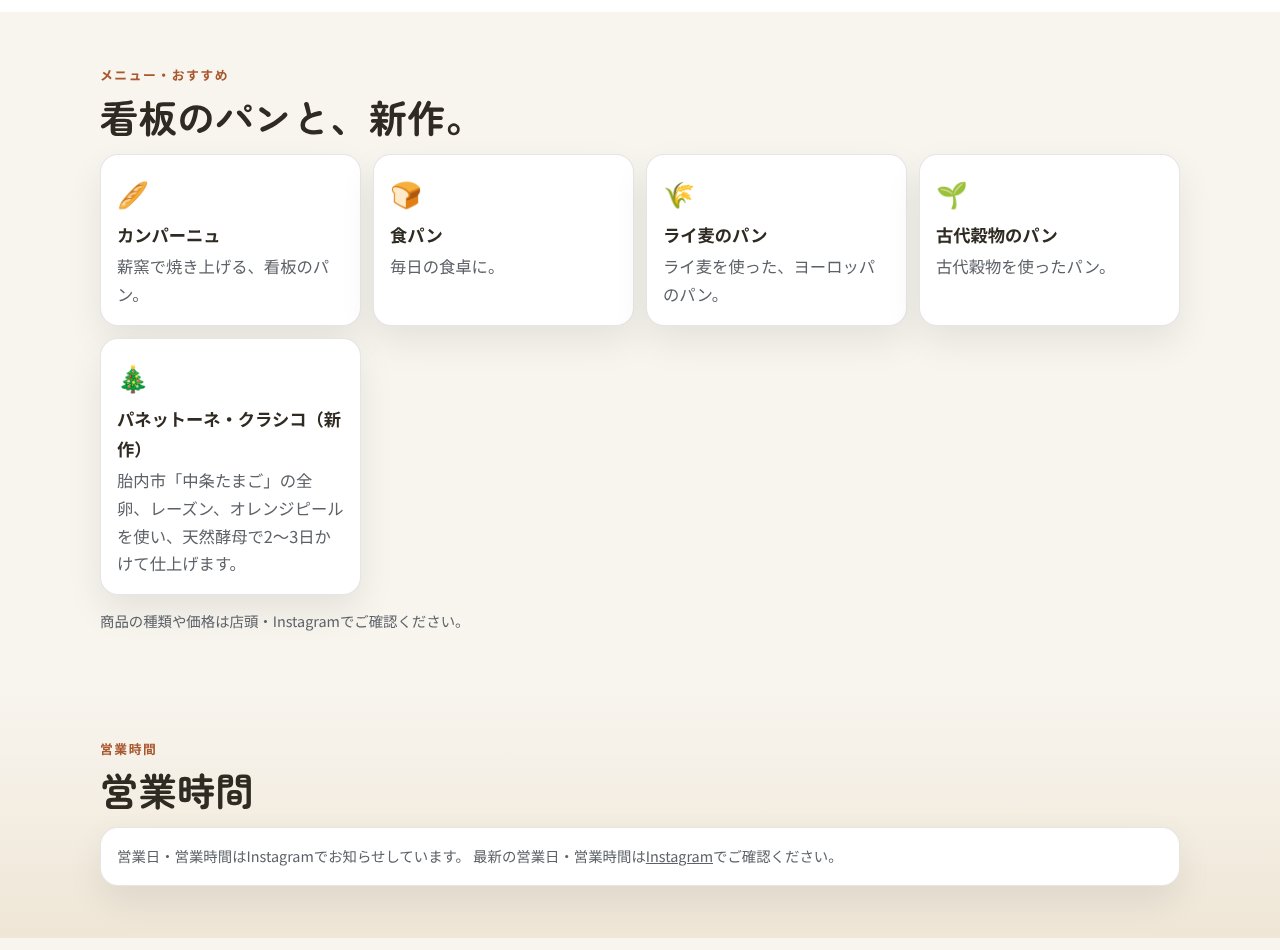 メニュー・おすすめ
看板のパンと、新作。
カンパーニュ
薪窯で焼き上げる、看板のパ
ン。
食パン
毎日の食卓に。
ライ麦のパン
ライ麦を使った、ヨーロッパ
のパン。
古代穀物のパン
古代穀物を使ったパン。
パネットーネ・クラシコ（新
作）
胎内市「中条たまご」の全
卵、レーズン、オレンジピール
を使い、天然酵母で2〜3日か
けて仕上げます。
商品の種類や価格は店頭・Instagramでご確認ください。
営業時間
営業時間
営業日・営業時間はInstagramでお知らせしています。 最新の営業日・営業時間はInstagramでご確認ください。